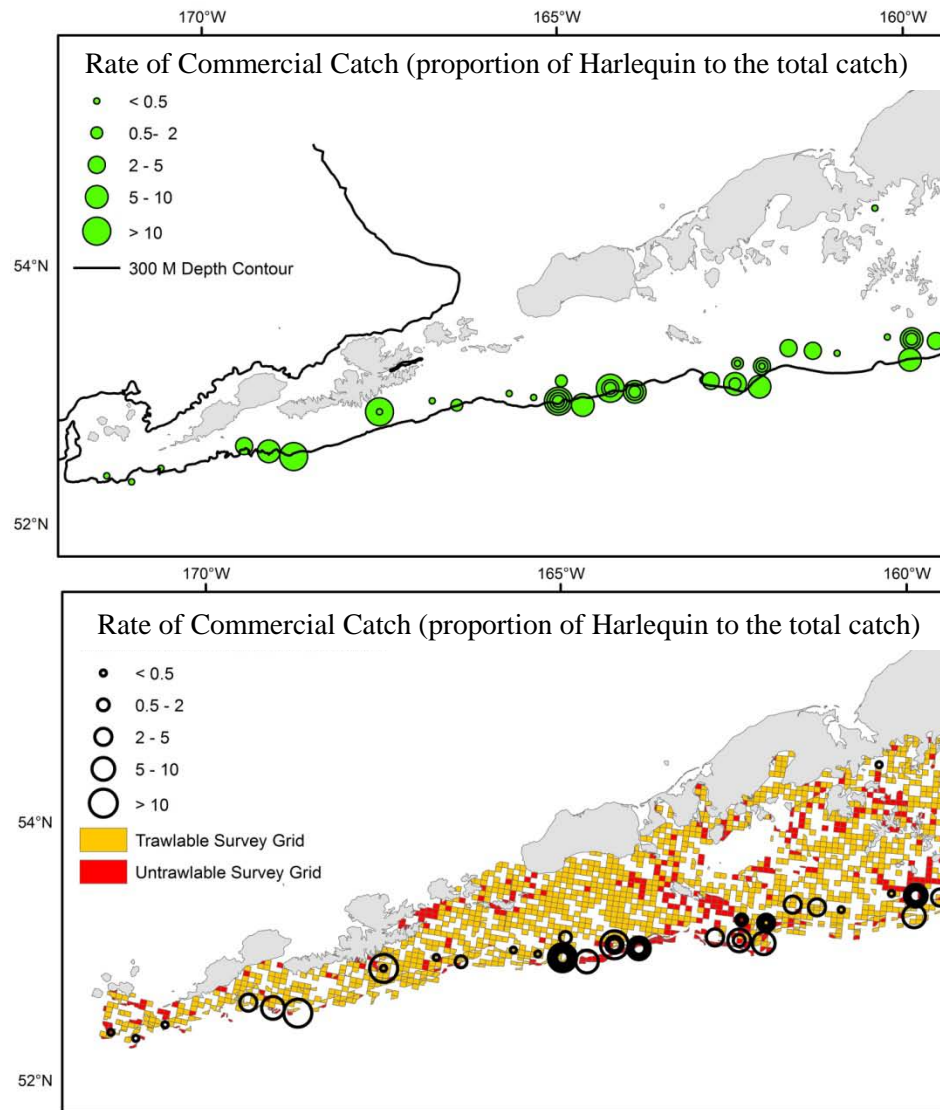 170°W 165°W 160°W
Rate of Commercial Catch (proportion of Harlequin to the total catch)
< 0.5
0.5- 2
2 - 5
5 - 10
> 10
300 M Depth Contour
54°N
52°N
170°W 165°W 160°W
Rate of Commercial Catch (proportion of Harlequin to the total catch)
< 0.5
0.5 - 2
2 - 5
5 - 10
> 10
Trawlable Survey Grid
Untrawlable Survey Grid
54°N
52°N